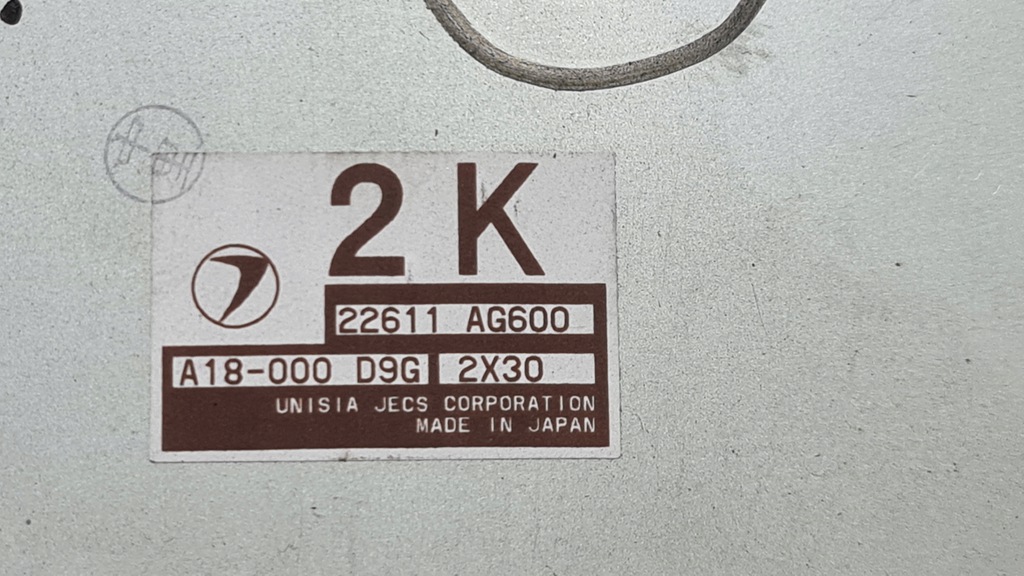 2K
22611 AG600
A18-000 D9G 2X30
UNISIA JECS CORPORATION
MADE IN JAPAN